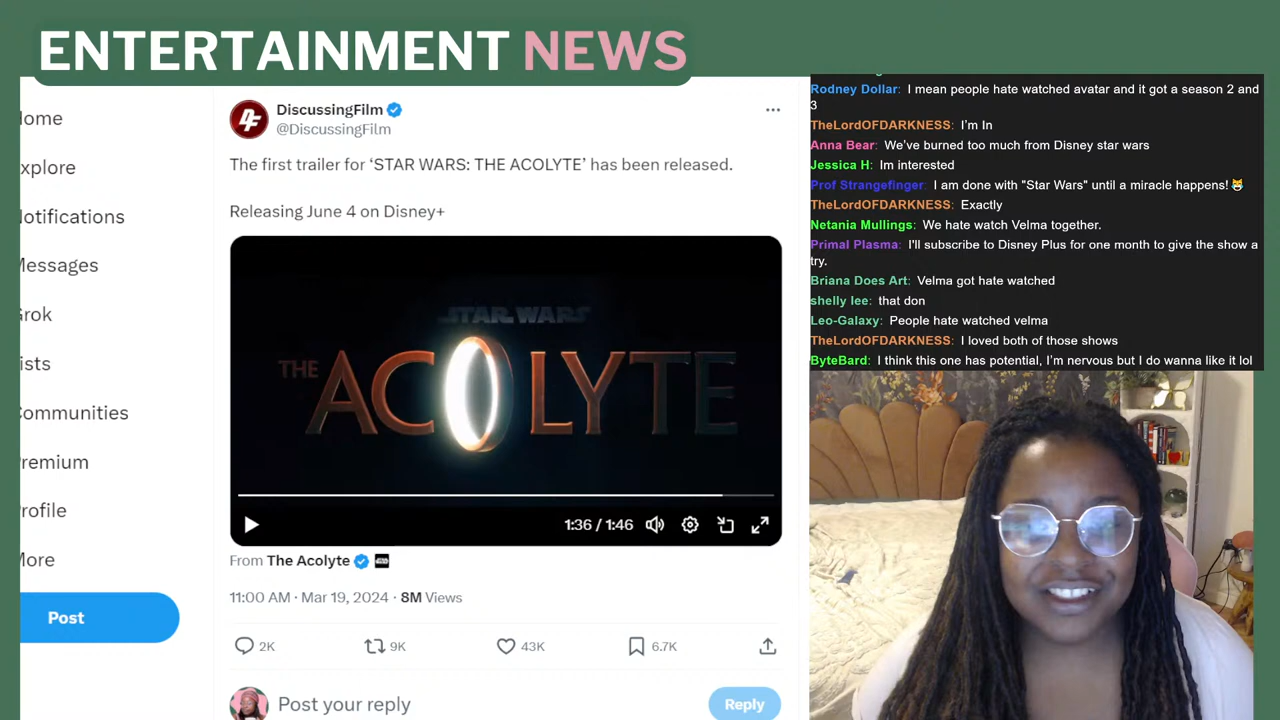 ENTERTAINMENT NEWS
ome
xplore
otifications
Messages
rok
ists
ommunities
remium
rofile
More
Post
DiscussingFilm
@DiscussingFilm
The first trailer for ‘STAR WARS: THE ACOLYTE’ has been released.
Releasing June 4 on Disney+
STAR WARS
THE ACOLYTE
1:36 / 1:46
From The Acolyte
11:00 AM · Mar 19, 2024 · 8M Views
2K 9K 43K 6.7K
Post your reply
Reply
Rodney Dollar: I mean people hate watched avatar and it got a season 2 and
3
TheLordOFDARKNESS: I’m In
Anna Bear: We’ve burned too much from Disney star wars
Jessica H: Im interested
Prof Strangefinger: I am done with "Star Wars" until a miracle happens!
TheLordOFDARKNESS: Exactly
Netania Mullings: We hate watch Velma together.
Primal Plasma: I'll subscribe to Disney Plus for one month to give the show a
try.
Briana Does Art: Velma got hate watched
shelly lee: that don
Leo-Galaxy: People hate watched velma
TheLordOFDARKNESS: I loved both of those shows
ByteBard: I think this one has potential, I’m nervous but I do wanna like it lol